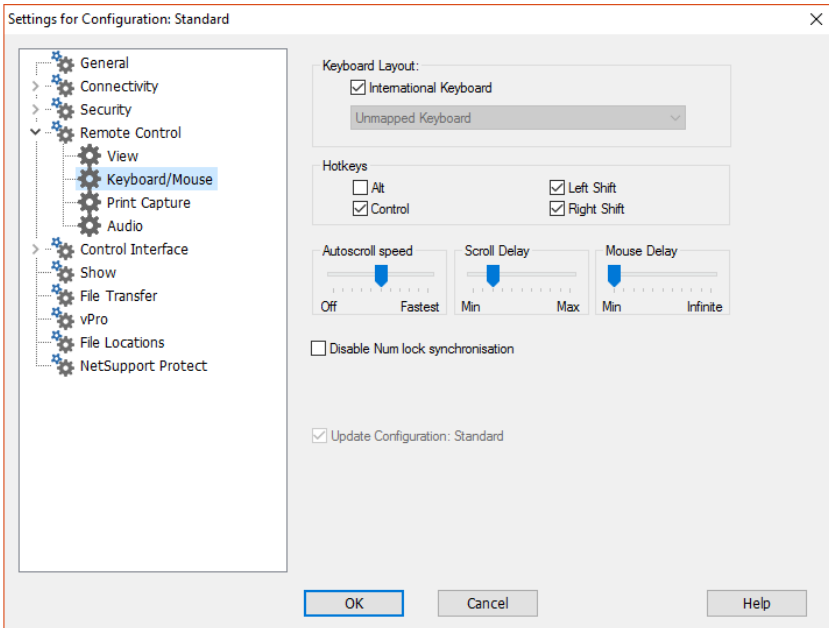 Settings for Configuration: Standard
General
Connectivity
Security
Remote Control
View
Keyboard/Mouse
Print Capture
Audio
Control Interface
Show
File Transfer
vPro
File Locations
NetSupport Protect
Keyboard Layout:
International Keyboard
Unmapped Keyboard
Hotkeys
Alt
Left Shift
Control
Right Shift
Autoscroll speed
Off Fastest
Scroll Delay
Min Max
Mouse Delay
Min Infinite
Disable Num lock synchronisation
Update Configuration: Standard
OK Cancel Help